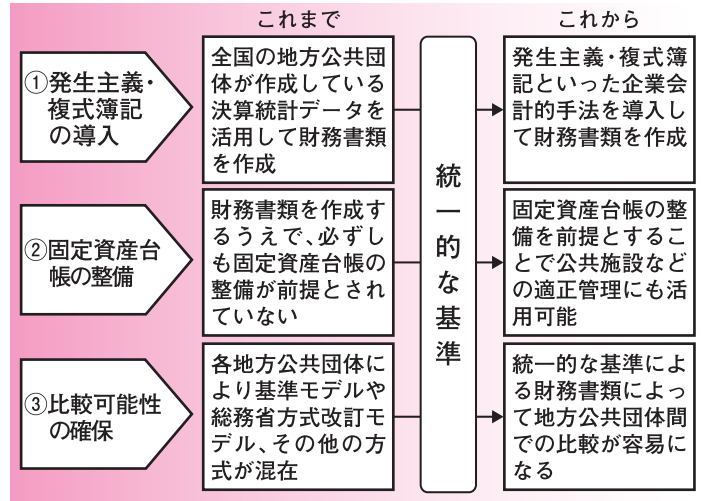 これまで
これから
①発生主義・
複式簿記
の導入
全国の地方公共団
体が作成している
決算統計データを
活用して財務書類
を作成
統一的な基準
発生主義・複式簿
記といった企業会
計的手法を導入し
て財務書類を作成
②固定資産台
帳の整備
財務書類を作成す
るうえで、必ずし
も固定資産台帳の
整備が前提とされ
ていない
固定資産台帳の整
備を前提とするこ
とで公共施設など
の適正管理にも活
用可能
③比較可能性
の確保
各地方公共団体に
より基準モデルや
総務省方式改訂モ
デル、その他の方
式が混在
統一的な基準によ
る財務書類によっ
て地方公共団体間
での比較が容易に
なる